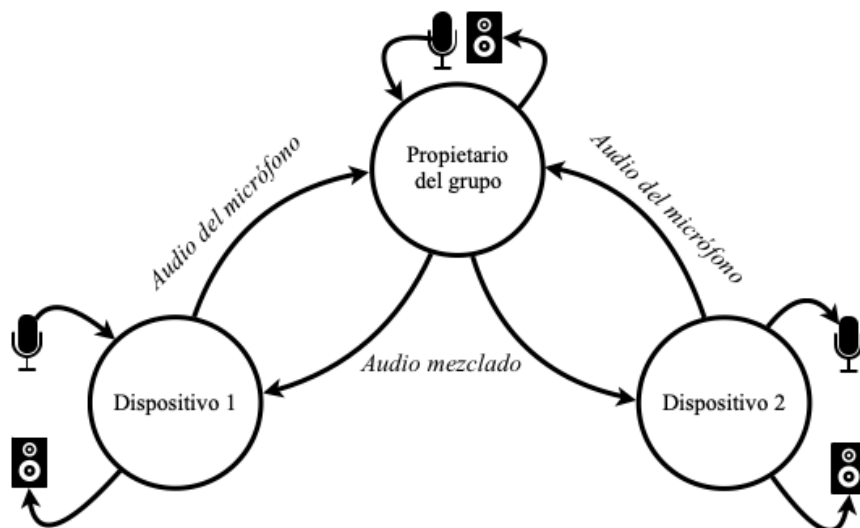 Propietario
del grupo
Audio del micrófono
Audio del micrófono
Audio mezclado
Dispositivo 1
Dispositivo 2